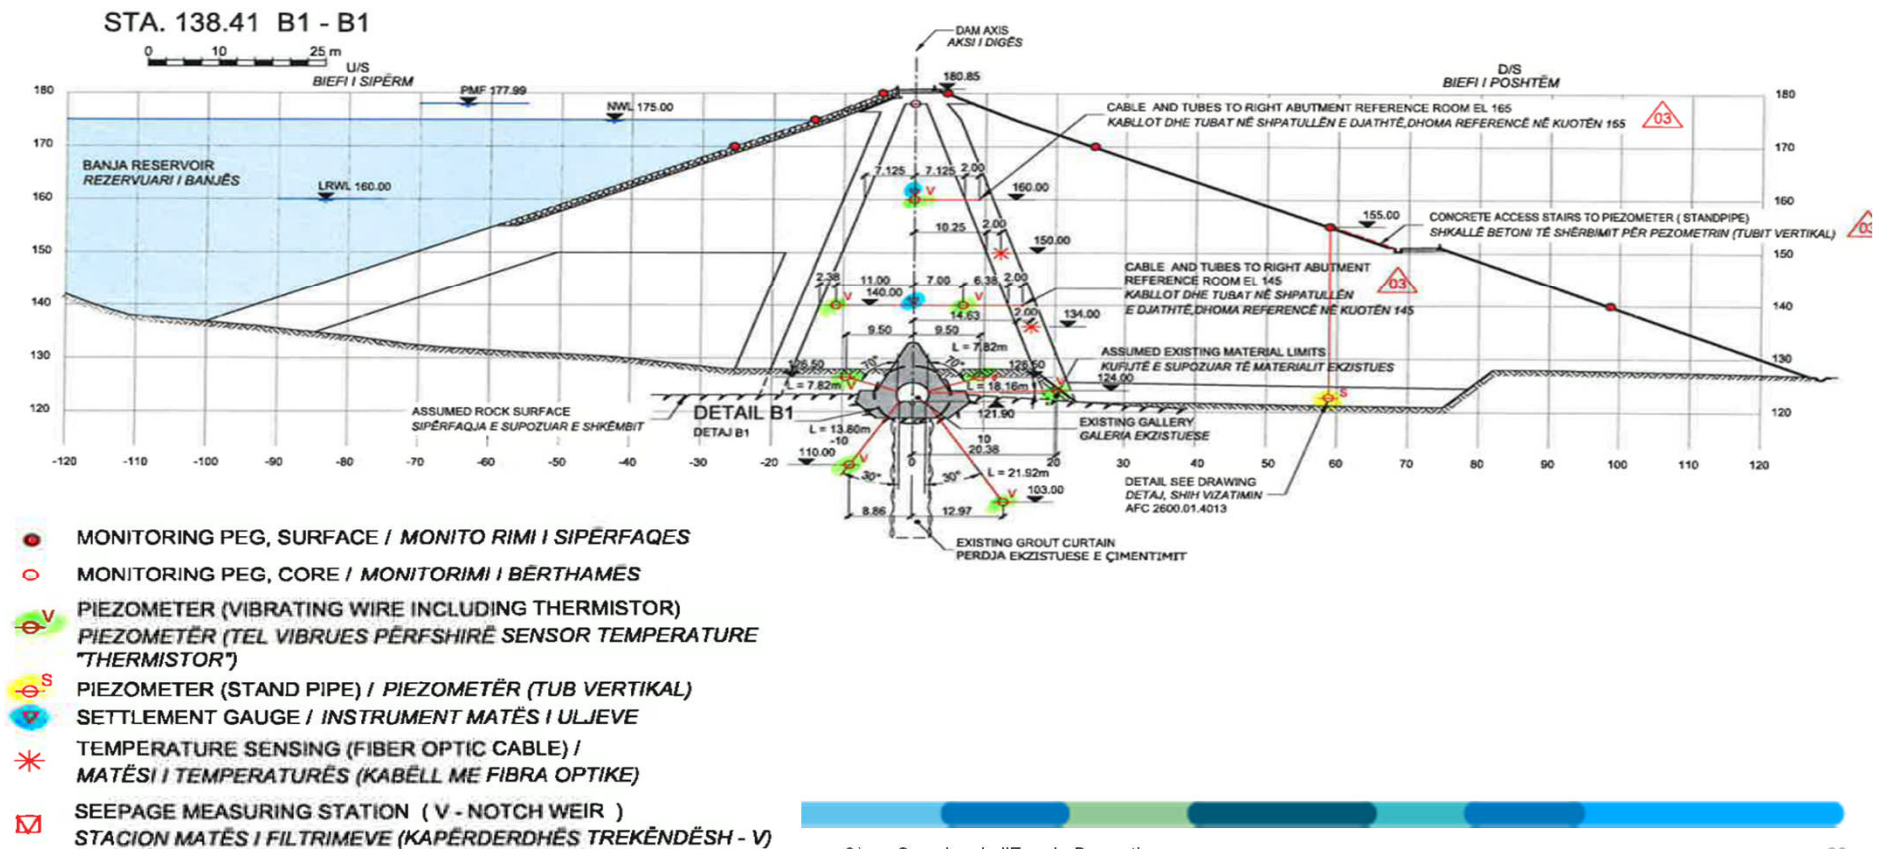 STA. 138.41 B1 - B1
0 10 25 m
U/S
BIEFI I SIPËRM
DAM AXIS
AKSI I DIGËS
D/S
BIEFI I POSHTËM
180.85
PMF 177.99
NWL 175.00
LRWL 160.00
BANJA RESERVOIR
REZERVUARI I BANJËS
180
170
160
150
140
130
120
180
170
160
150
140
130
120
CABLE AND TUBES TO RIGHT ABUTMENT REFERENCE ROOM EL 165
KABLLOT DHE TUBAT NË SHPATULLËN E DJATHTË,DHOMA REFERENCË NË KUOTËN 165
03
7.125 7.125 2.00
V
160.00
155.00
CONCRETE ACCESS STAIRS TO PIEZOMETER ( STANDPIPE)
SHKALLË BETONI TË SHËRBIMIT PËR PEZOMETRIN (TUBIT VERTIKAL)
10.25 2.00
150.00
CABLE AND TUBES TO RIGHT ABUTMENT
REFERENCE ROOM EL 145
KABLLOT DHE TUBAT NË SHPATULLËN
E DJATHTË,DHOMA REFERENCË NË KUOTËN 145
03
2.38 11.00 7.00 6.38 2.00
V 140.00 V
14.63 2.00
134.00
9.50 9.50
L = 7.82m
70° 70°
126.50 126.50
L = 7.82m V L = 18.16m V
ASSUMED EXISTING MATERIAL LIMITS
KUFIJTË E SUPOZUAR TË MATERIALIT EKZISTUES
124.00
S
ASSUMED ROCK SURFACE
SIPËRFAQJA E SUPOZUAR E SHKËMBIT
DETAIL B1
DETAJ B1
121.90
EXISTING GALLERY
GALERIA EKZISTUESE
L = 13.80m
20.38
-120 -110 -100 -90 -80 -70 -60 -50 -40 -30 -20 -10 0 10 20 30 40 50 60 70 80 90 100 110 120
110.00 V
30° 30°
L = 21.92m
V 103.00
8.86 12.97
DETAIL SEE DRAWING
DETAJ, SHIH VIZATIMIN
AFC 2600.01.4013
EXISTING GROUT CURTAIN
PERDJA EKZISTUESE E ÇIMENTIMIT
MONITORING PEG, SURFACE / MONITO RIMI I SIPËRFAQES
MONITORING PEG, CORE / MONITORIMI I BËRTHAMËS
V PIEZOMETER (VIBRATING WIRE INCLUDING THERMISTOR)
PIEZOMETËR (TEL VIBRUES PËRFSHIRË SENSOR TEMPERATURE
"THERMISTOR")
S PIEZOMETER (STAND PIPE) / PIEZOMETËR (TUB VERTIKAL)
SETTLEMENT GAUGE / INSTRUMENT MATËS I ULJEVE
TEMPERATURE SENSING (FIBER OPTIC CABLE) /
MATËSI I TEMPERATURËS (KABËLL ME FIBRA OPTIKE)
SEEPAGE MEASURING STATION ( V - NOTCH WEIR )
STACION MATËS I FILTRIMEVE (KAPËRDERDHËS TREKËNDËSH - V)